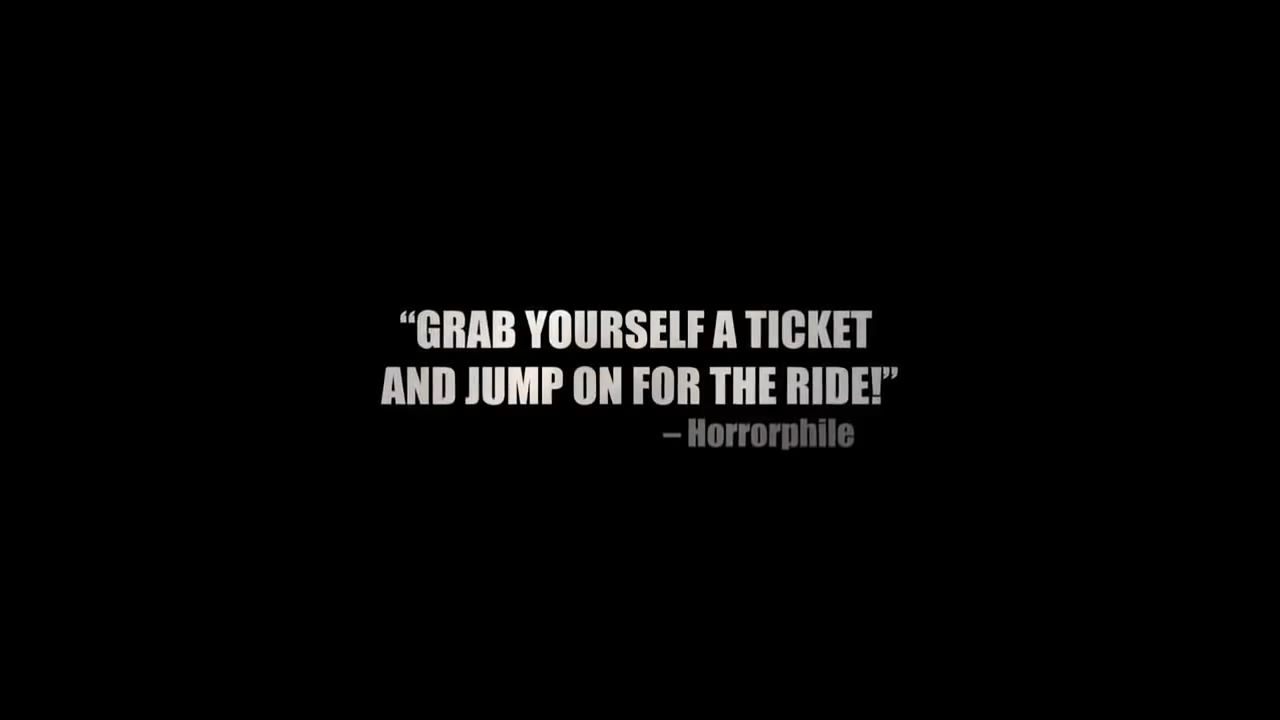 “GRAB YOURSELF A TICKET
AND JUMP ON FOR THE RIDE!”
– Horrorphile